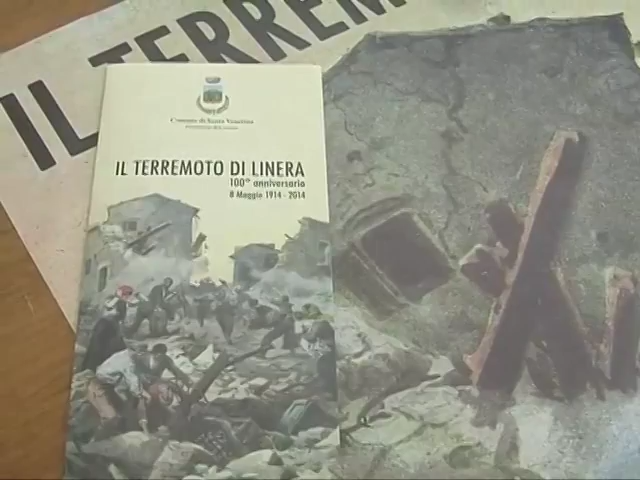 IL TERREM
Comune di Santa Venerina
IL TERREMOTO DI LINERA
100° anniversario
8 Maggio 1914 - 2014